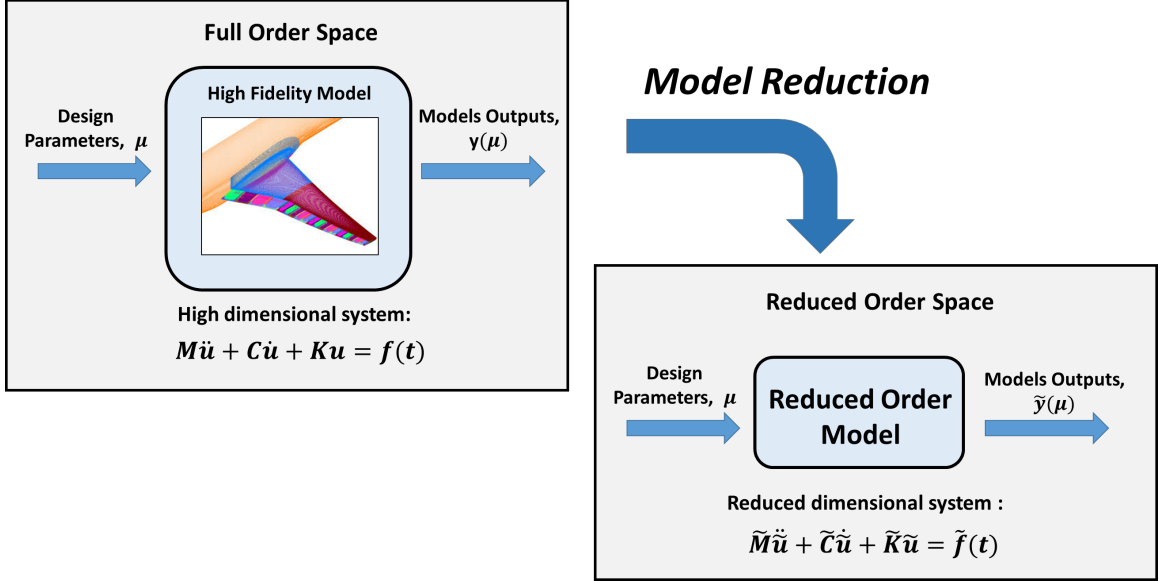 Full Order Space
High Fidelity Model
Design
Parameters, μ
Models Outputs,
y(μ)
High dimensional system:
Mü + Cu̇ + Ku = f(t)
Model Reduction
Reduced Order Space
Design
Parameters, μ
Reduced Order
Model
Models Outputs,
ỹ(μ)
Reduced dimensional system :
M̃ũ̈ + C̃ũ̇ + K̃ũ = f̃(t)